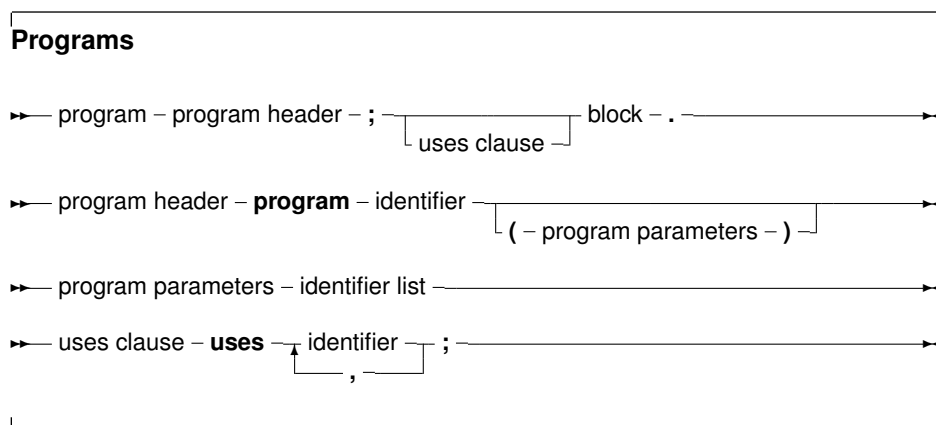 Programs
program – program header – ; – block – .
uses clause –
program header – program – identifier –
( – program parameters – ) –
program parameters – identifier list –
uses clause – uses – identifier – ; –
, –